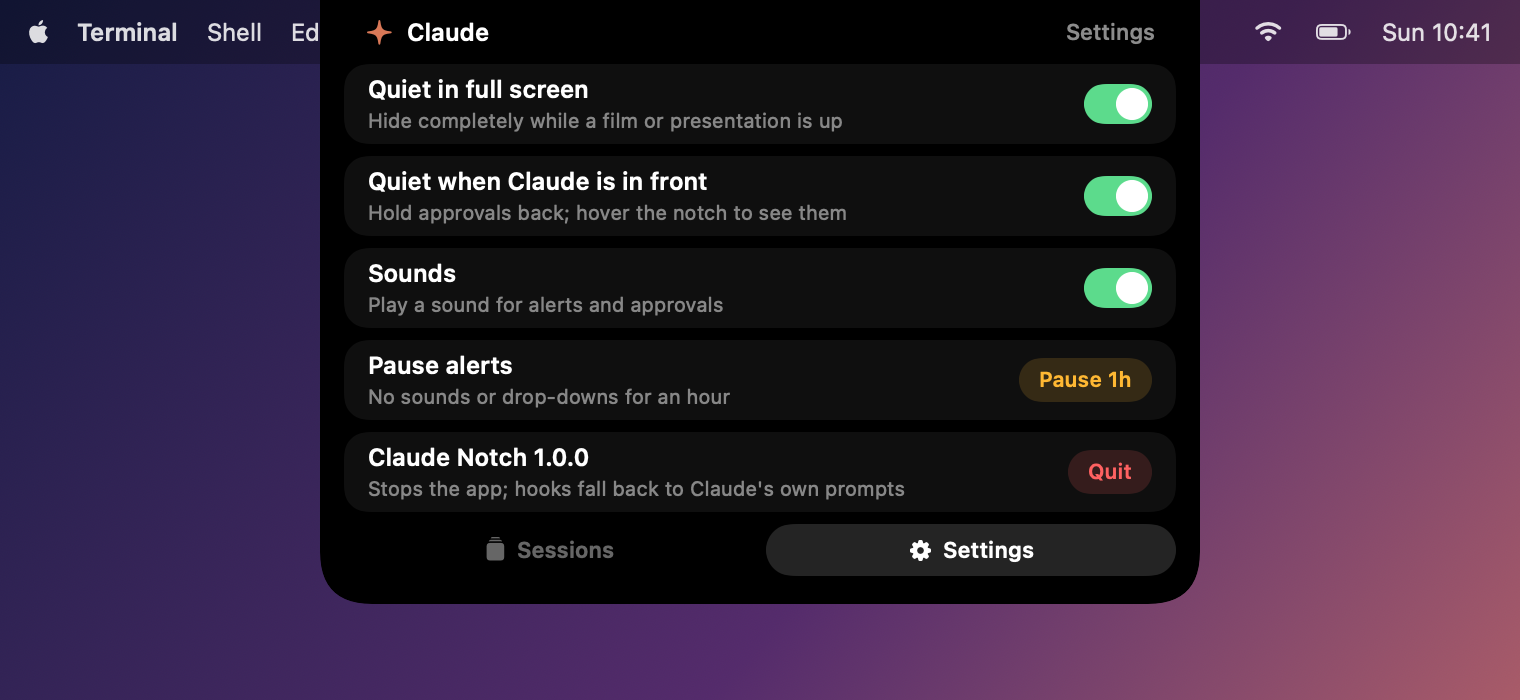 Terminal Shell Ed
Claude
Settings
Sun 10:41
Quiet in full screen
Hide completely while a film or presentation is up
Quiet when Claude is in front
Hold approvals back; hover the notch to see them
Sounds
Play a sound for alerts and approvals
Pause alerts
No sounds or drop-downs for an hour
Pause 1h
Claude Notch 1.0.0
Stops the app; hooks fall back to Claude's own prompts
Quit
Sessions
Settings